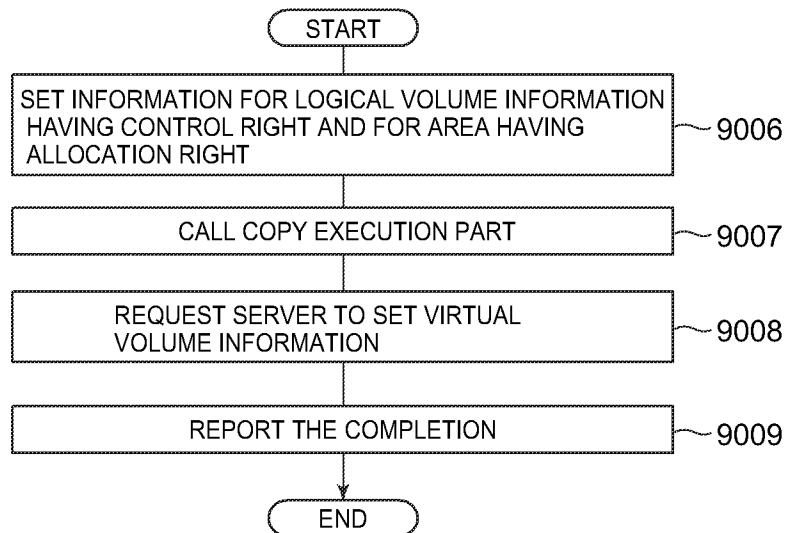 START
SET INFORMATION FOR LOGICAL VOLUME INFORMATION
HAVING CONTROL RIGHT AND FOR AREA HAVING
ALLOCATION RIGHT
9006
CALL COPY EXECUTION PART
9007
REQUEST SERVER TO SET VIRTUAL
VOLUME INFORMATION
9008
REPORT THE COMPLETION
9009
END